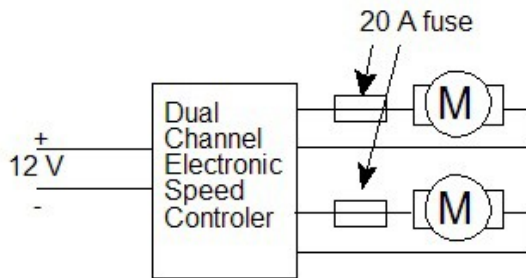 20 A fuse
Dual
Channel
Electronic
Speed
Controler
+
12 V
-
M
M